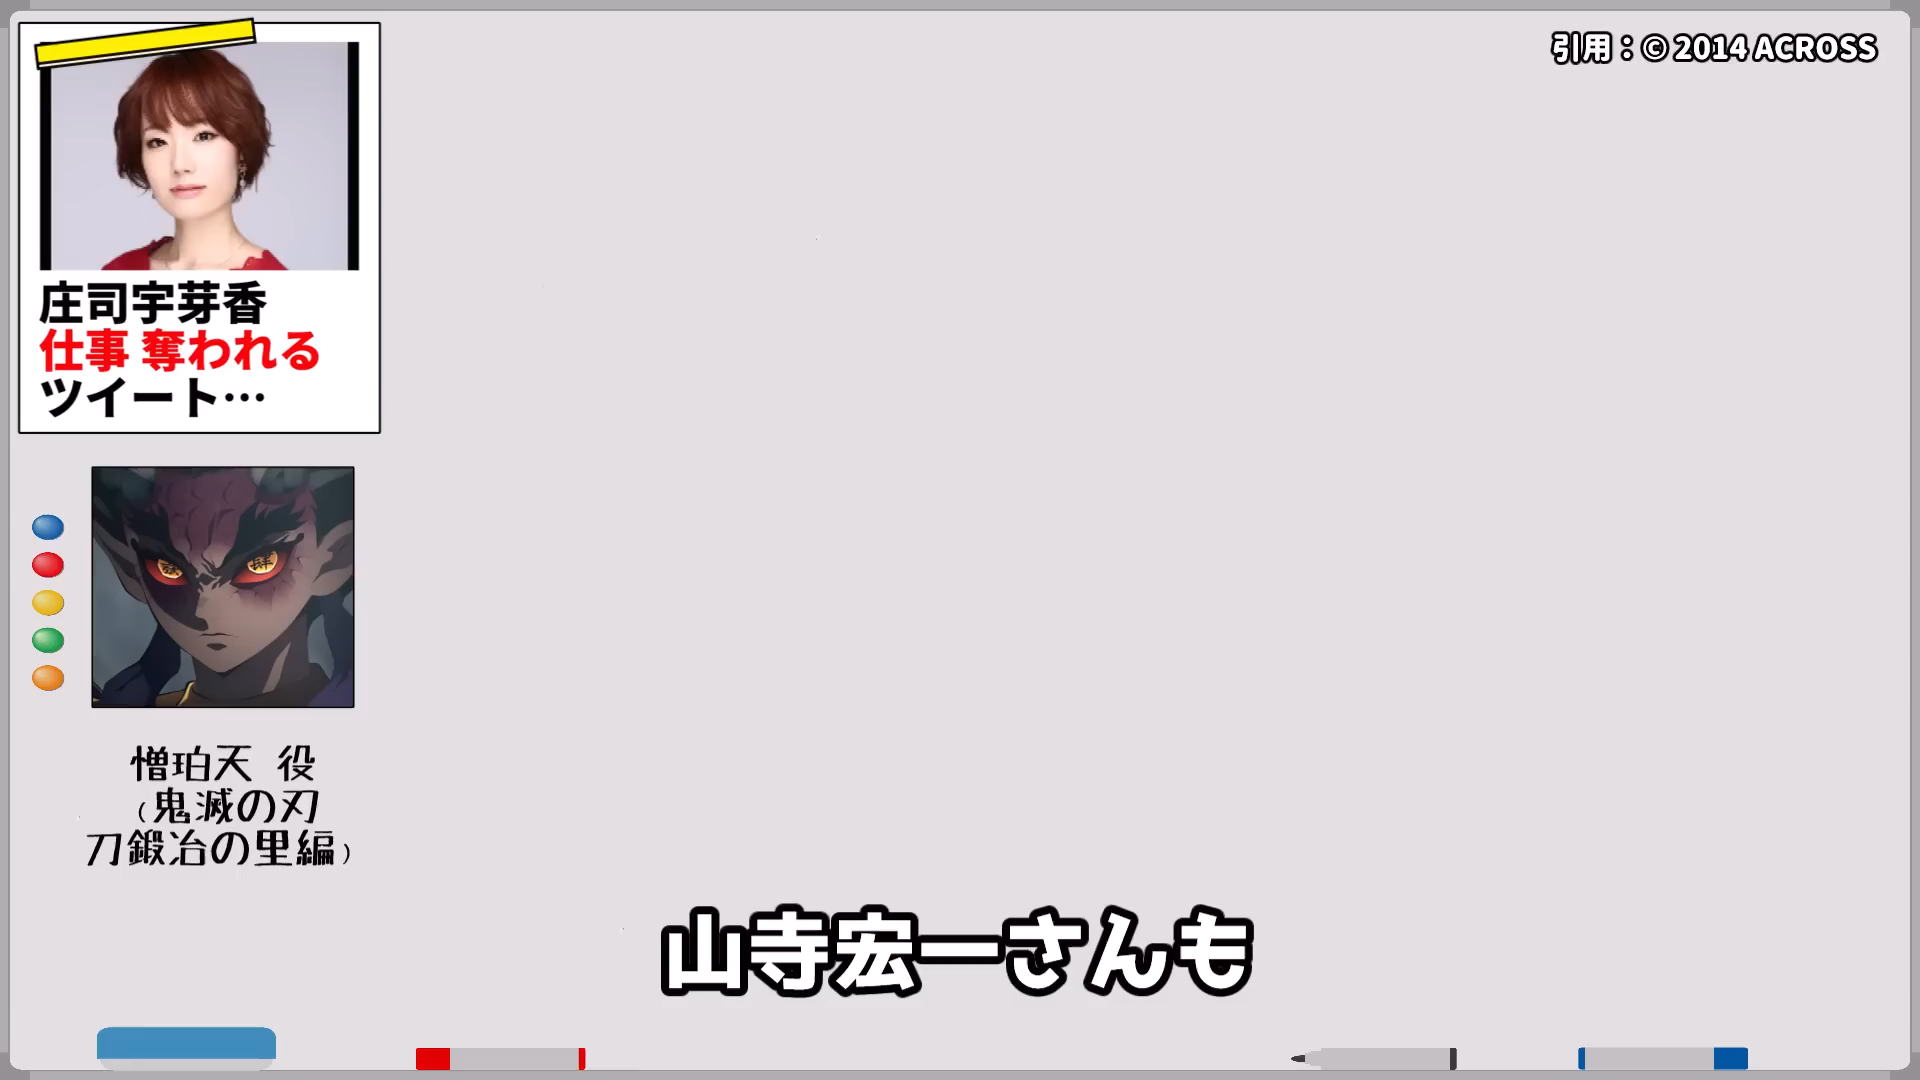 引用：© 2014 ACROSS
庄司宇芽香
仕事 奪われる
ツイート…
憎珀天 役
（鬼滅の刃
刀鍛冶の里編）
山寺宏一さんも